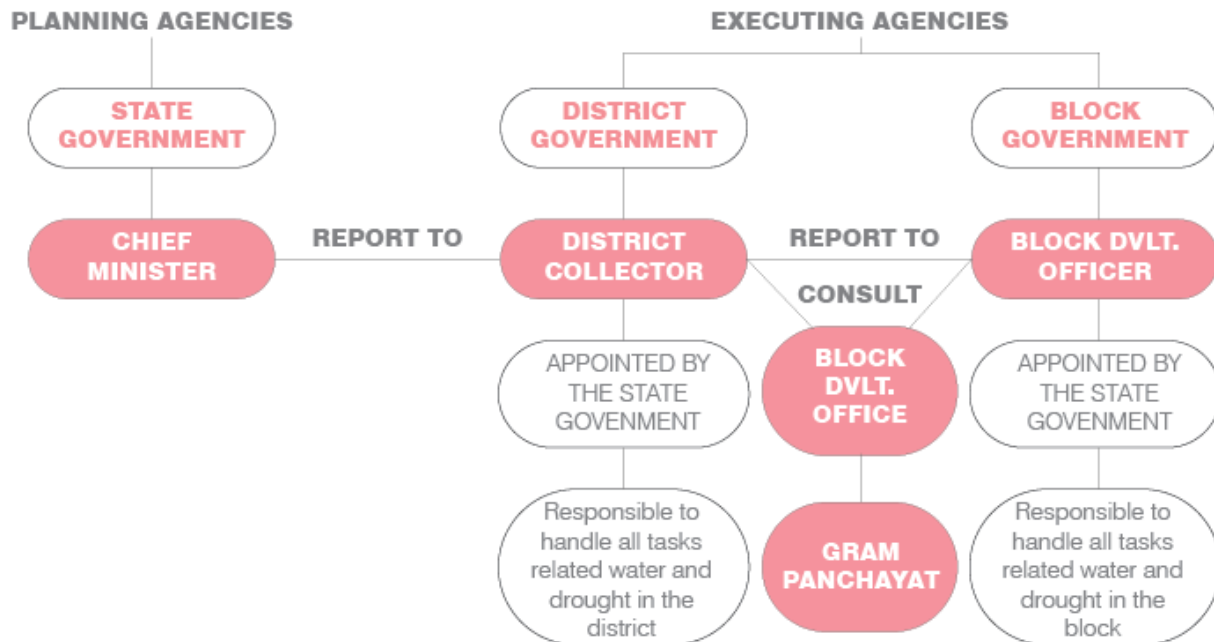 PLANNING AGENCIES
EXECUTING AGENCIES
STATE
GOVERNMENT
DISTRICT
GOVERNMENT
BLOCK
GOVERNMENT
CHIEF
MINISTER
REPORT TO
DISTRICT
COLLECTOR
REPORT TO
BLOCK DVLT.
OFFICER
CONSULT
APPOINTED BY
THE STATE
GOVENMENT
BLOCK
DVLT.
OFFICE
APPOINTED BY
THE STATE
GOVENMENT
Responsible to
handle all tasks
related water and
drought in the
district
GRAM
PANCHAYAT
Responsible to
handle all tasks
related water and
drought in the
block